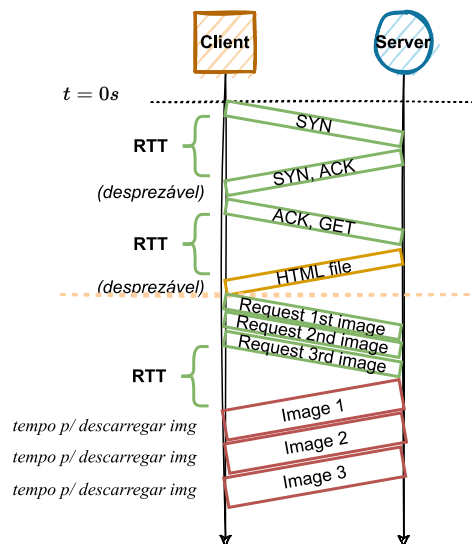 Client
Server
t = 0s
SYN
RTT
SYN, ACK
(desprezável)
ACK, GET
RTT
HTML file
(desprezável)
Request 1st image
Request 2nd image
Request 3rd image
RTT
Image 1
tempo p/ descarregar img
Image 2
tempo p/ descarregar img
Image 3
tempo p/ descarregar img